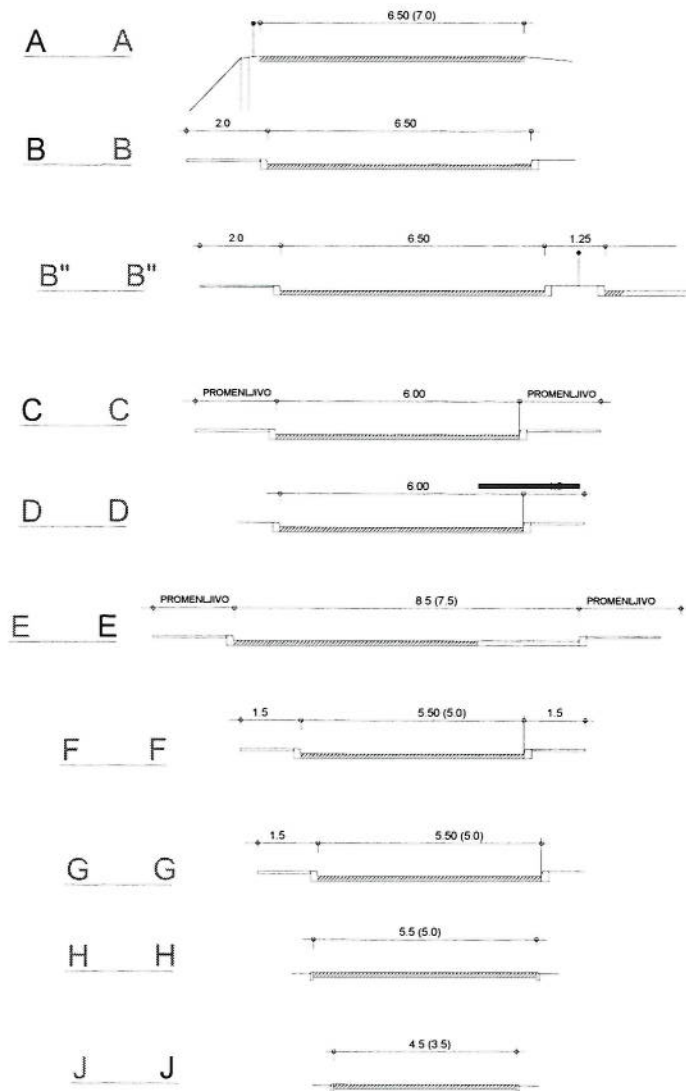 6.50 (7.0)
A A
2.0 6.50
B B
2.0 6.50 1.25
B" B"
PROMENLJIVO 6.00 PROMENLJIVO
C C
6.00
D D
PROMENLJIVO 8.5 (7.5) PROMENLJIVO
E E
1.5 5.50 (5.0) 1.5
F F
1.5 5.50 (5.0)
G G
5.5 (5.0)
H H
4.5 (3.5)
J J